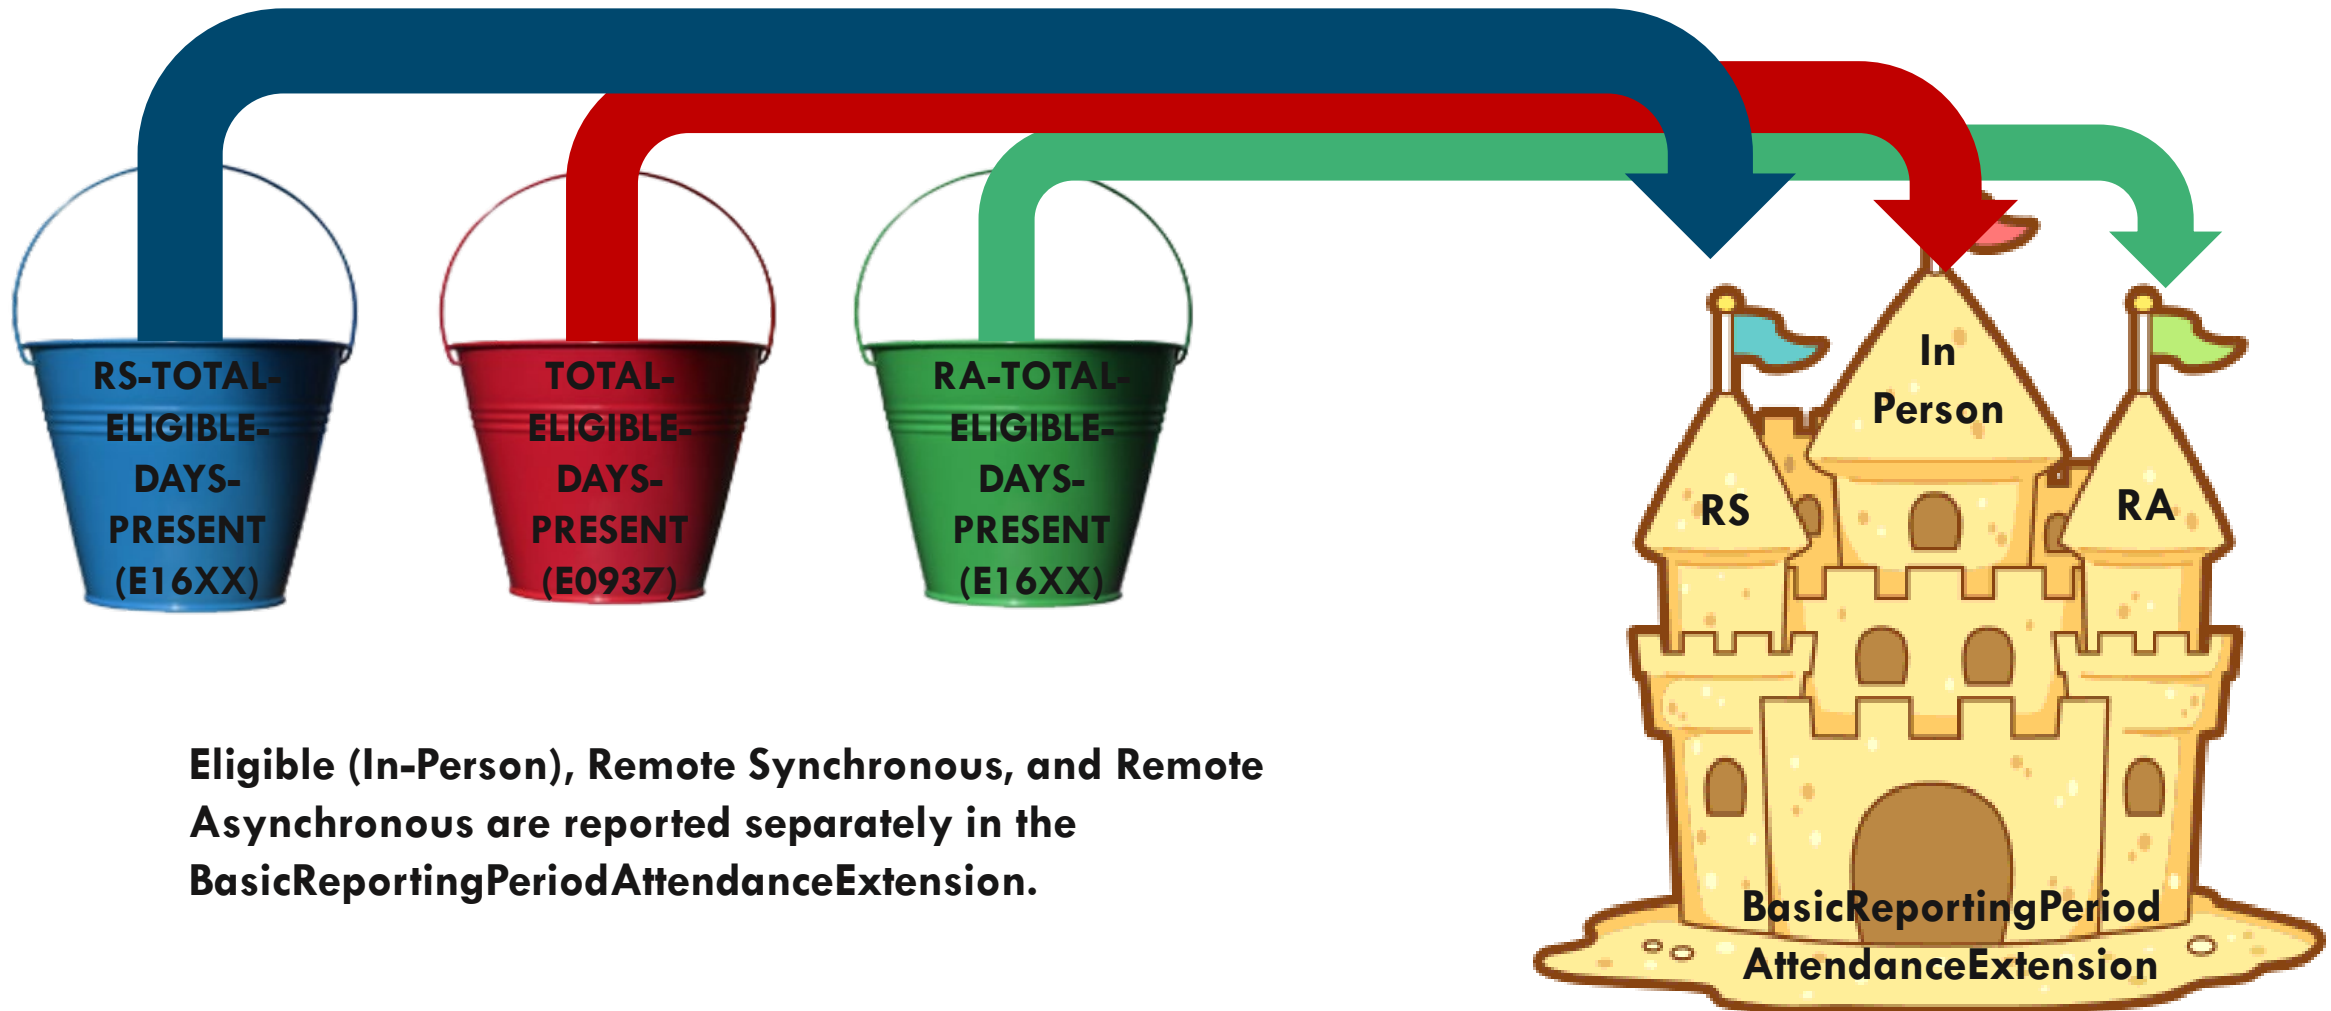 RS-TOTAL-
ELIGIBLE-
DAYS-
PRESENT
(E16XX)
TOTAL-
ELIGIBLE-
DAYS-
PRESENT
(E0937)
RA-TOTAL-
ELIGIBLE-
DAYS-
PRESENT
(E16XX)
In
Person
RS
RA
Eligible (In-Person), Remote Synchronous, and Remote
Asynchronous are reported separately in the
BasicReportingPeriodAttendanceExtension.
BasicReportingPeriod
AttendanceExtension